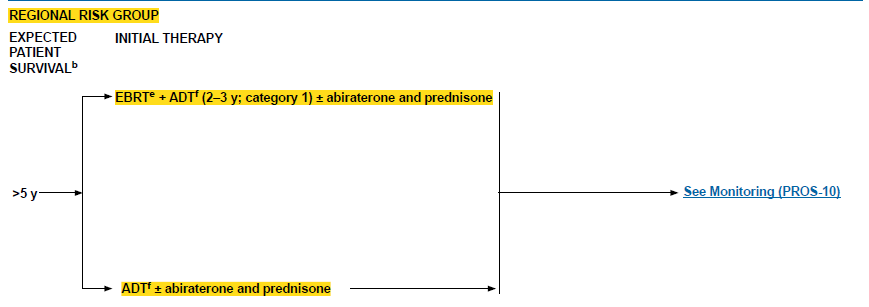 REGIONAL RISK GROUP
EXPECTED PATIENT SURVIVALᵇ
INITIAL THERAPY
EBRTᵉ + ADTᶠ (2–3 y; category 1) ± abiraterone and prednisone
>5 y
See Monitoring (PROS-10)
ADTᶠ ± abiraterone and prednisone